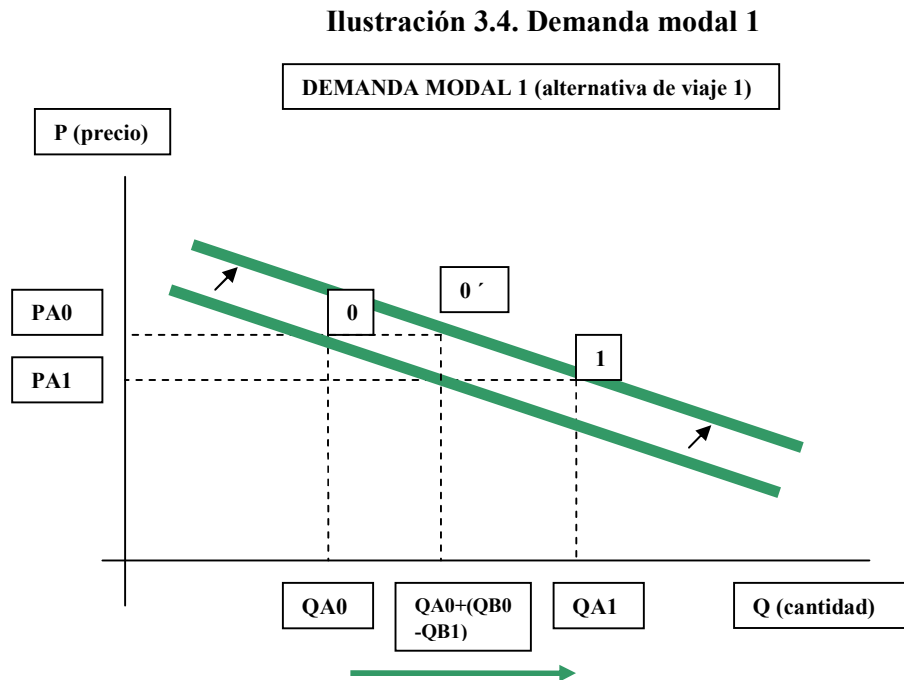 Ilustración 3.4. Demanda modal 1
DEMANDA MODAL 1 (alternativa de viaje 1)
P (precio)
0 ´
0
PA0
1
PA1
QA0
QA0+(QB0
-QB1)
QA1
Q (cantidad)